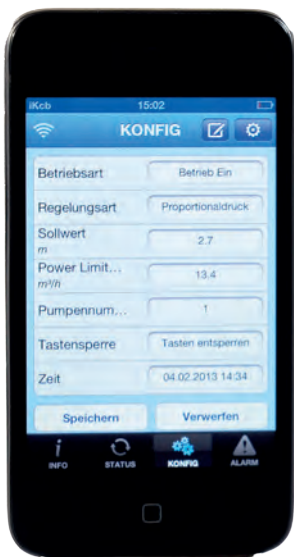 iKcb 15:02
KONFIG
Betriebsart Betrieb Ein
Regelungsart Proportionaldruck
Sollwert
m 2.7
Power Limit...
m³/h 13.4
Pumpennum... 1
Tastensperre Tasten entsperren
Zeit 04.02.2013 14:34
Speichern Verwerfen
INFO STATUS KONFIG ALARM